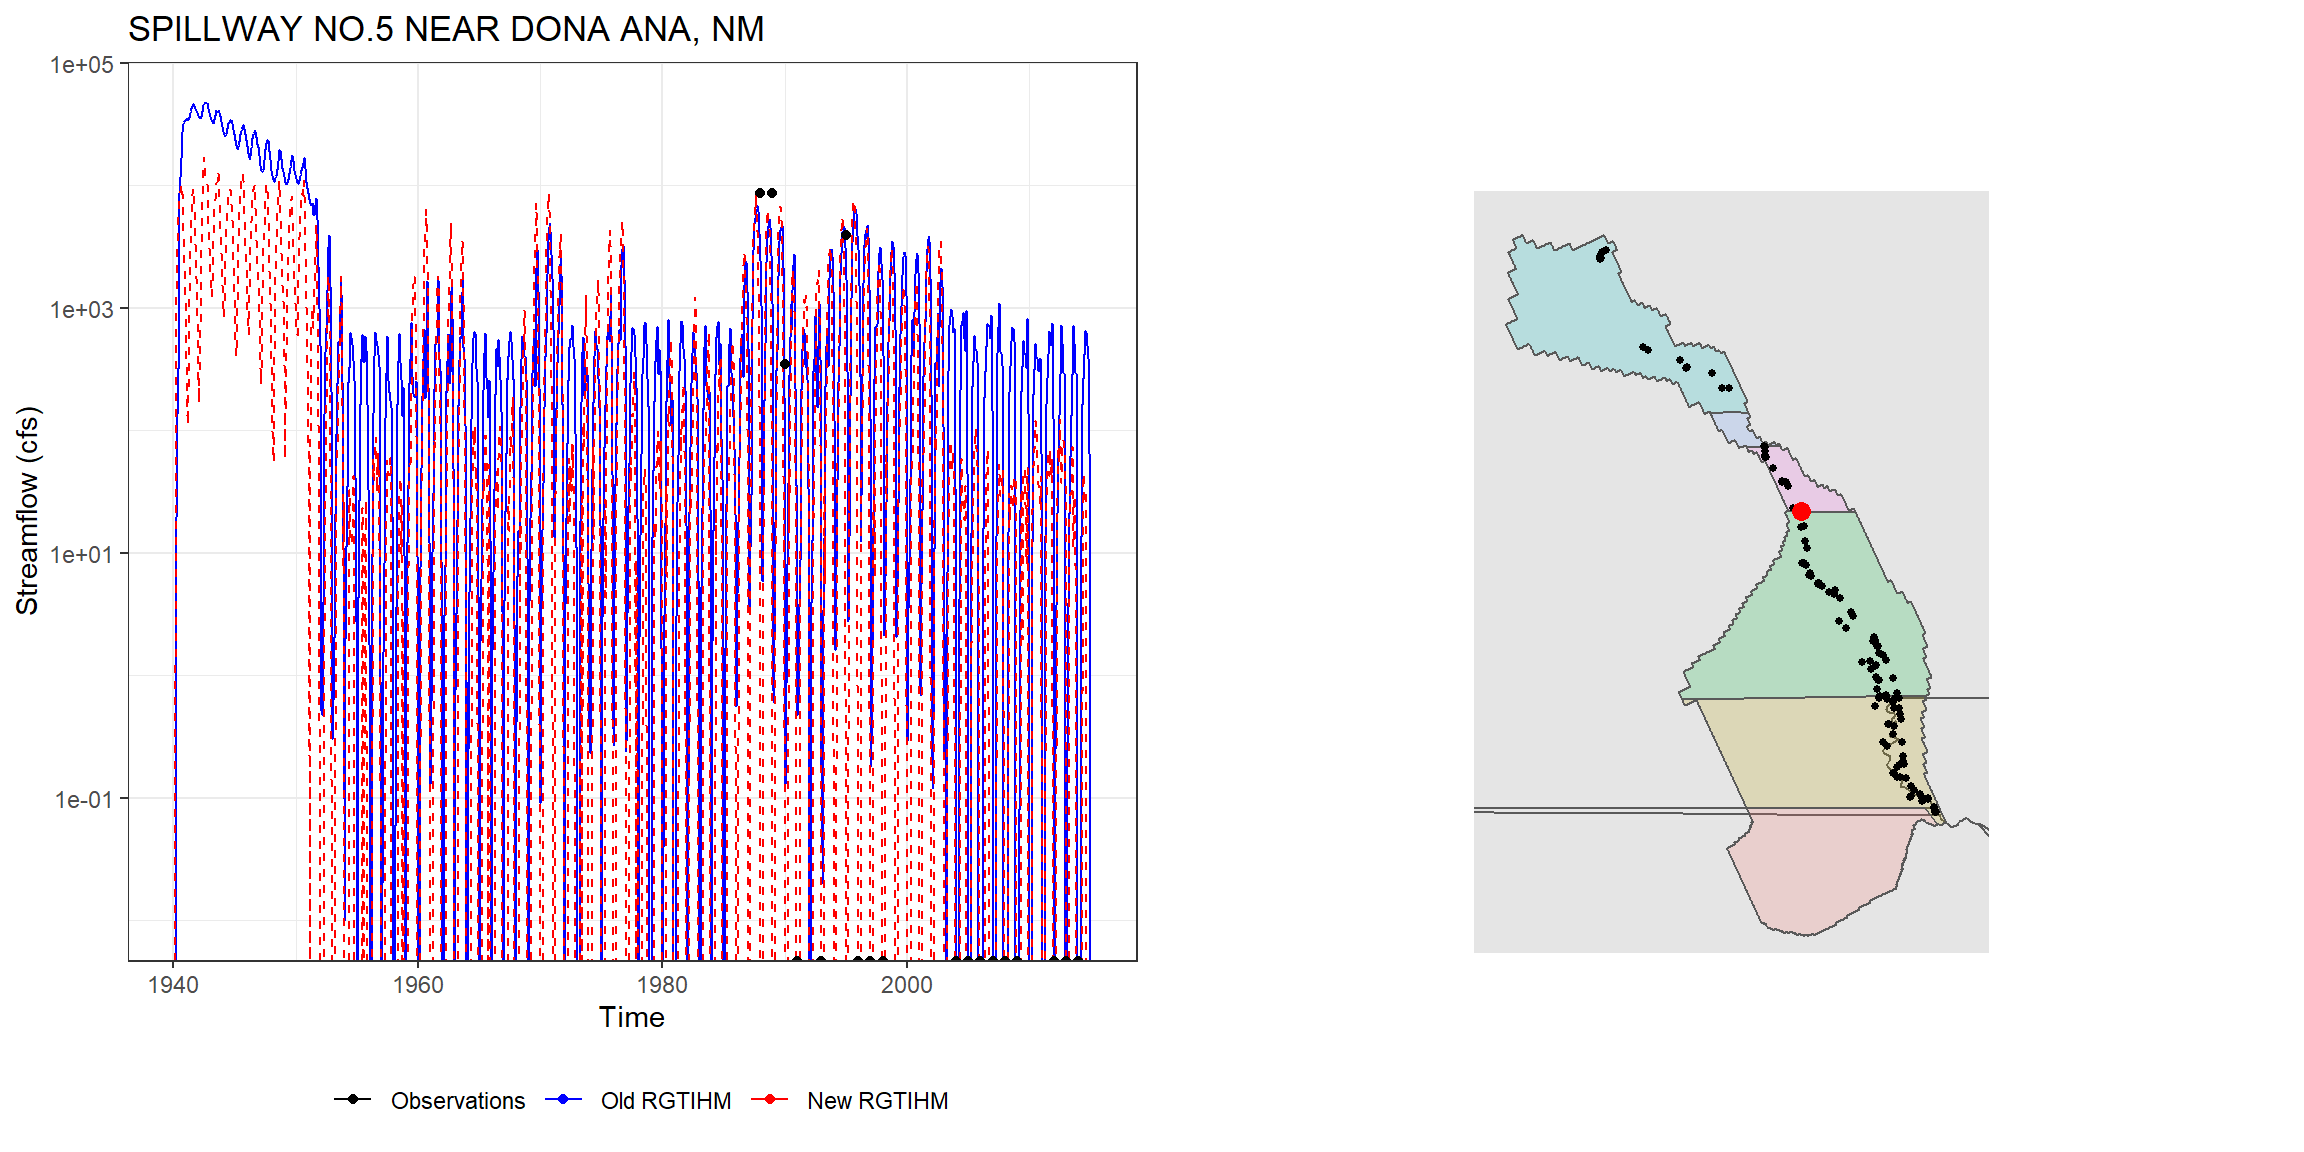 SPILLWAY NO.5 NEAR DONA ANA, NM
1e+05
1e+03
1e+01
1e-01
Streamflow (cfs)
1940 1960 1980 2000
Time
Observations Old RGTIHM New RGTIHM